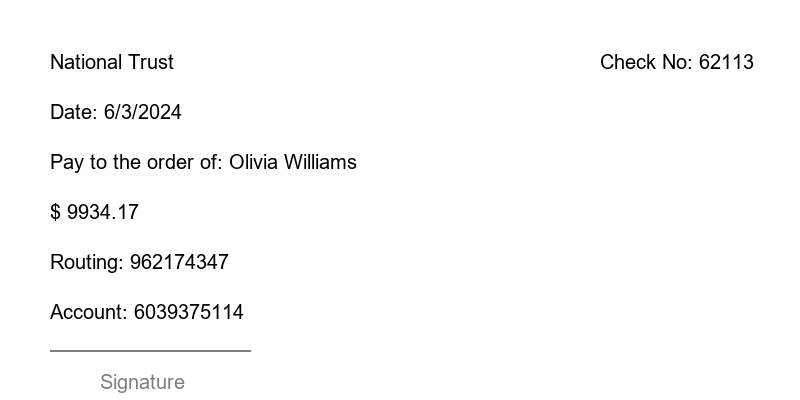 National Trust
Check No: 62113
Date: 6/3/2024
Pay to the order of: Olivia Williams
$ 9934.17
Routing: 962174347
Account: 6039375114
Signature